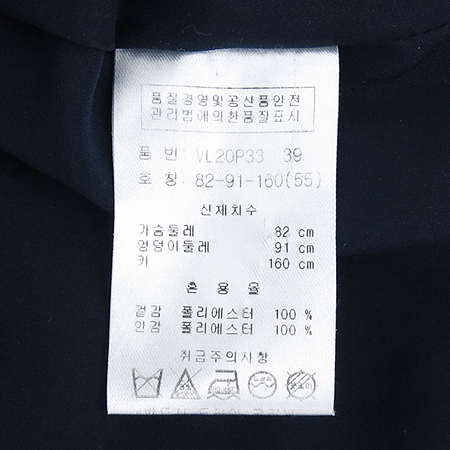 품질경영및공산품안전
관리법에의한품질표시
품 번: VL20P33 39
호 칭: 82-91-160(55)
신체치수
가슴둘레 82 cm
엉덩이둘레 91 cm
키 160 cm
혼 용 율
겉감 폴리에스터 100 %
안감 폴리에스터 100 %
취급주의사항